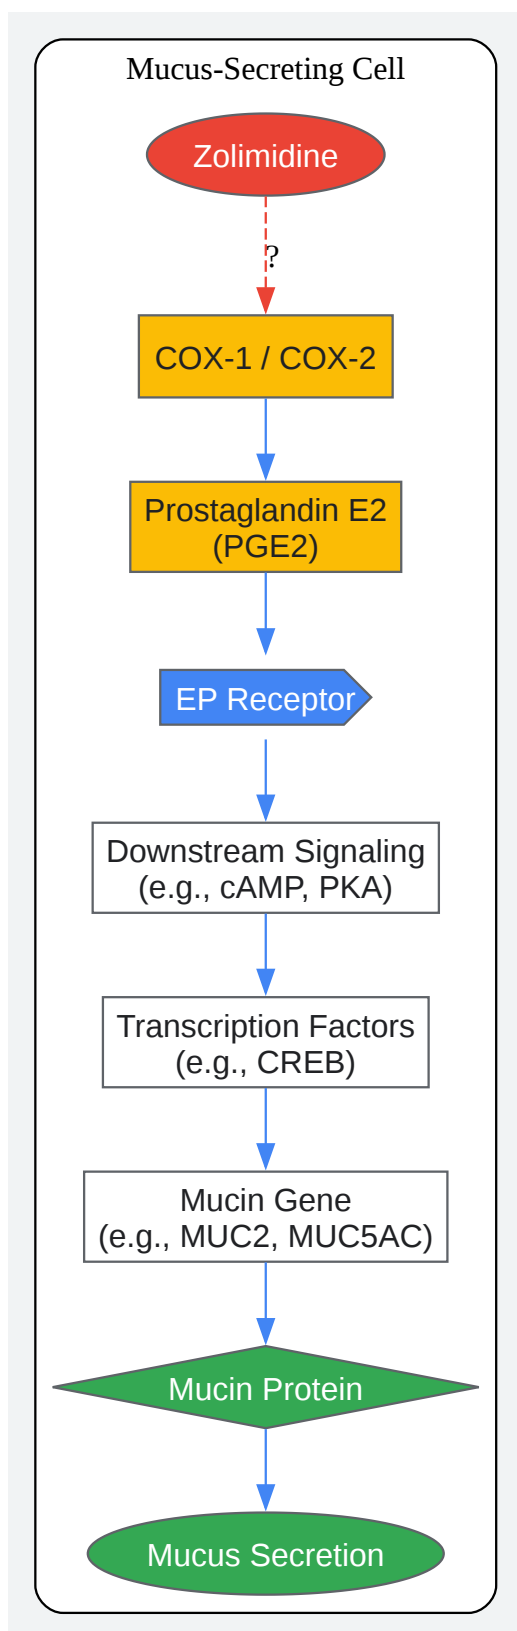 Mucus-Secreting Cell
Zolimidine
?
COX-1 / COX-2
Prostaglandin E2
(PGE2)
EP Receptor
Downstream Signaling
(e.g., cAMP, PKA)
Transcription Factors
(e.g., CREB)
Mucin Gene
(e.g., MUC2, MUC5AC)
Mucin Protein
Mucus Secretion